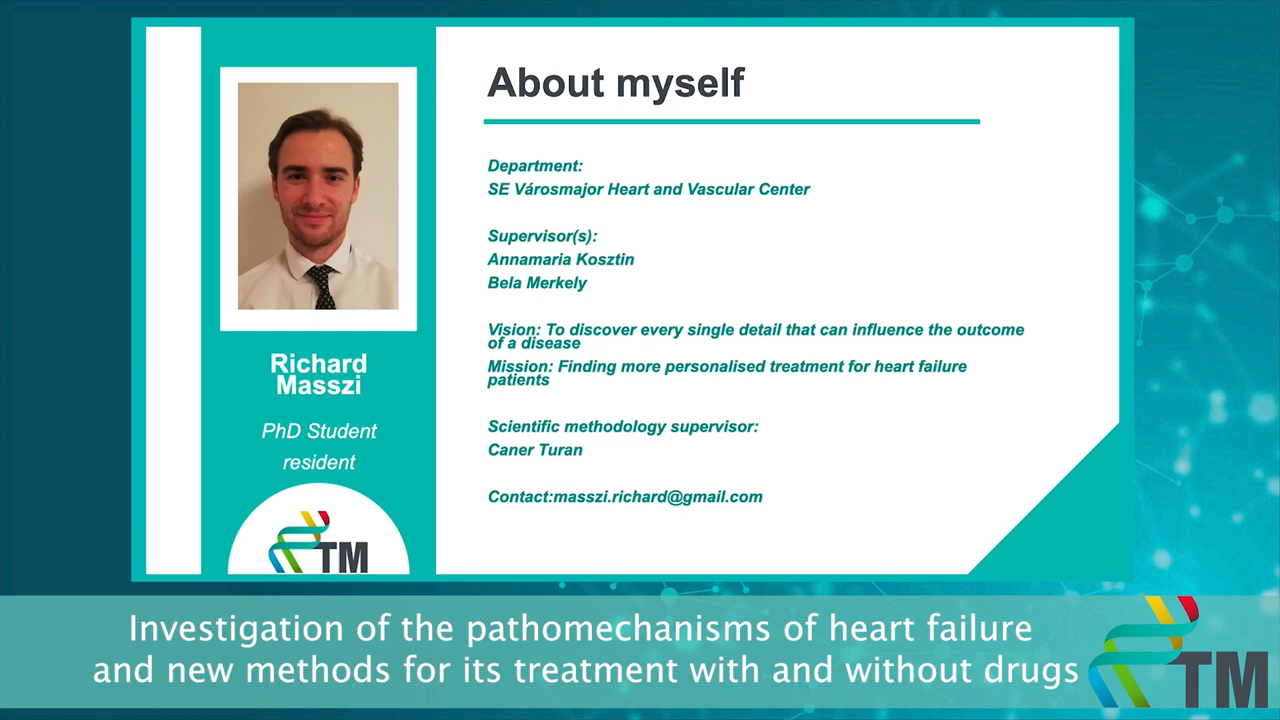 About myself
Department:
SE Városmajor Heart and Vascular Center
Supervisor(s):
Annamaria Kosztin
Bela Merkely
Vision: To discover every single detail that can influence the outcome
of a disease
Mission: Finding more personalised treatment for heart failure
patients
Scientific methodology supervisor:
Caner Turan
Contact:masszi.richard@gmail.com
Richard
Masszi
PhD Student
resident
TM
Investigation of the pathomechanisms of heart failure
and new methods for its treatment with and without drugs
TM